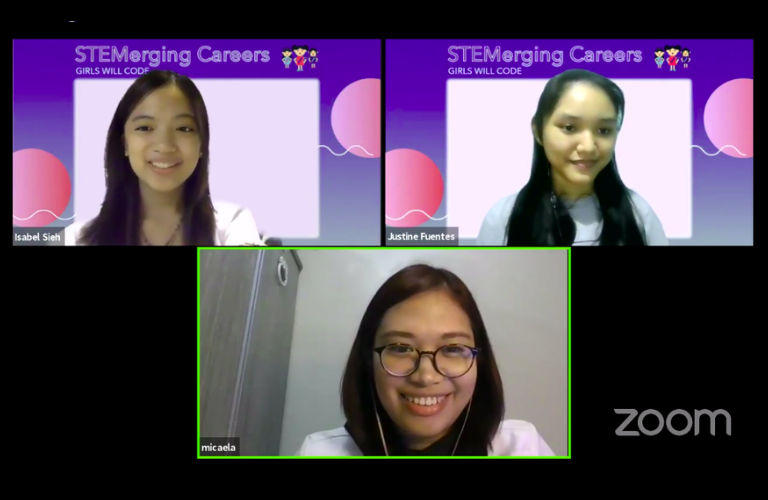 STEMerging Careers
GIRLS WILL CODE
Isabel Sieh
STEMerging Careers
GIRLS WILL CODE
Justine Fuentes
micaela
zoom